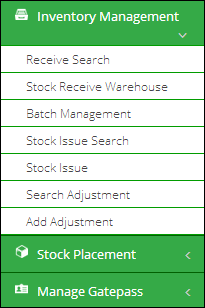 Inventory Management
Receive Search
Stock Receive Warehouse
Batch Management
Stock Issue Search
Stock Issue
Search Adjustment
Add Adjustment
Stock Placement
Manage Gatepass